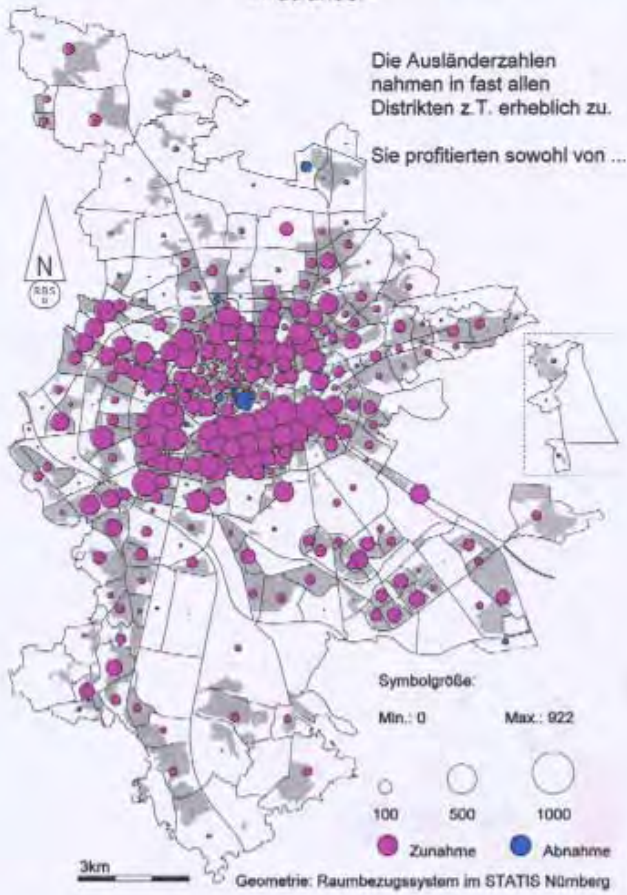 Die Ausländerzahlen
nahmen in fast allen
Distrikten z.T. erheblich zu.
Sie profitierten sowohl von ...
N
RBS
Symbolgröße:
Min.: 0 Max.: 922
100 500 1000
Zunahme Abnahme
3km
Geometrie: Raumbezugssystem im STATIS Nürnberg